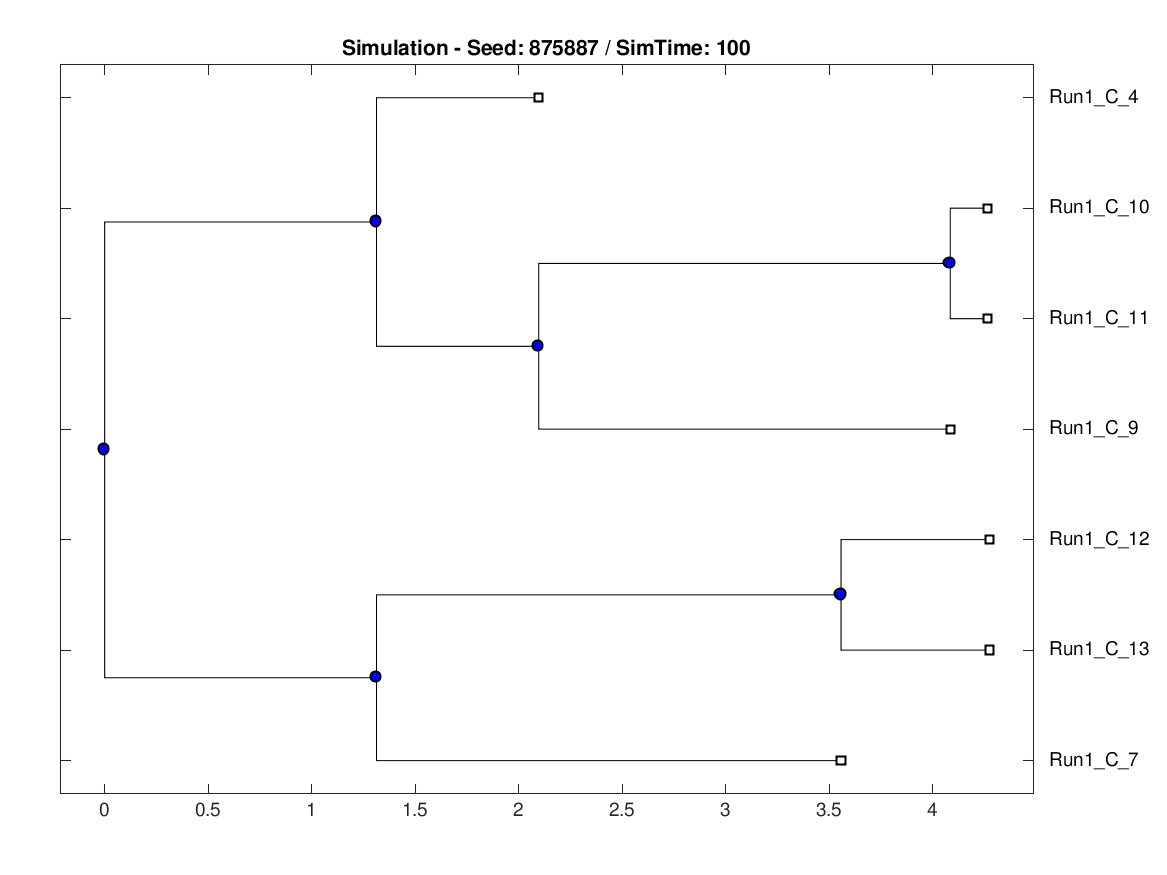 Simulation - Seed: 875887 / SimTime: 100
Run1_C_4
Run1_C_10
Run1_C_11
Run1_C_9
Run1_C_12
Run1_C_13
Run1_C_7
0 0.5 1 1.5 2 2.5 3 3.5 4